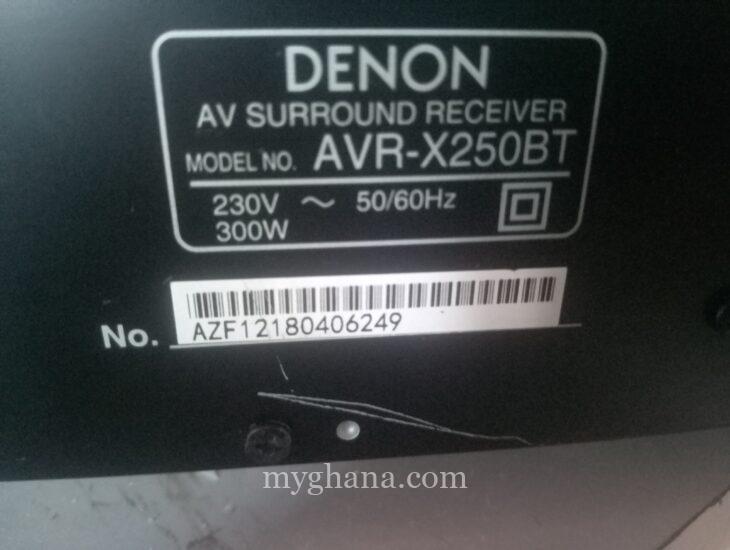 DENON
AV SURROUND RECEIVER
MODEL NO. AVR-X250BT
230V ～ 50/60Hz
300W
No. AZF12180406249
myghana.com